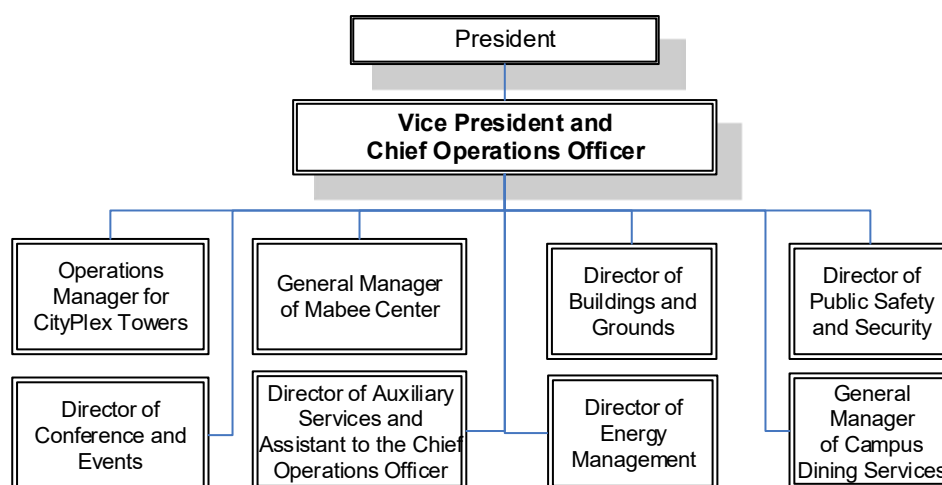 President
Vice President and
Chief Operations Officer
Operations
Manager for
CityPlex Towers
General Manager
of Mabee Center
Director of
Buildings and
Grounds
Director of
Public Safety
and Security
Director of
Conference and
Events
Director of Auxiliary
Services and
Assistant to the Chief
Operations Officer
Director of
Energy
Management
General
Manager
of Campus
Dining Services